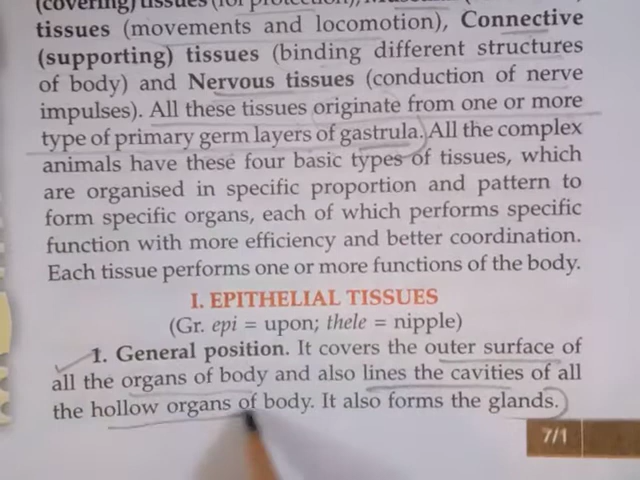 (covering) tissues (for protection), Muscular
tissues (movements and locomotion), Connective
(supporting) tissues (binding different structures
of body) and Nervous tissues (conduction of nerve
impulses). All these tissues originate from one or more
type of primary germ layers of gastrula. All the complex
animals have these four basic types of tissues, which
are organised in specific proportion and pattern to
form specific organs, each of which performs specific
function with more efficiency and better coordination.
Each tissue performs one or more functions of the body.
I. EPITHELIAL TISSUES
(Gr. epi = upon; thele = nipple)
1. General position. It covers the outer surface of
all the organs of body and also lines the cavities of all
the hollow organs of body. It also forms the glands.
7/1